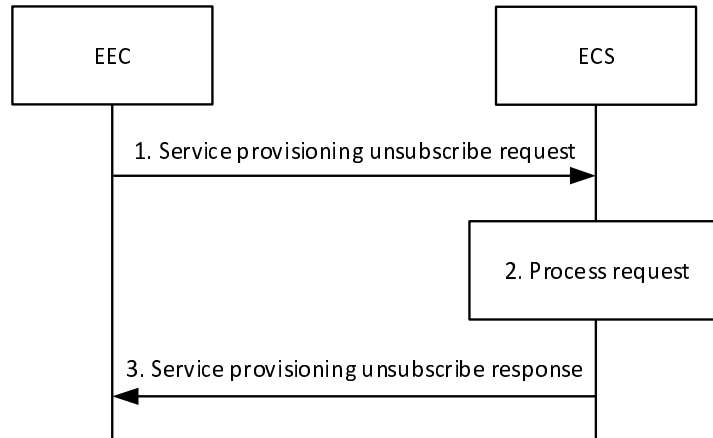 EEC
ECS
1. Service provisioning unsubscribe request
2. Process request
3. Service provisioning unsubscribe response